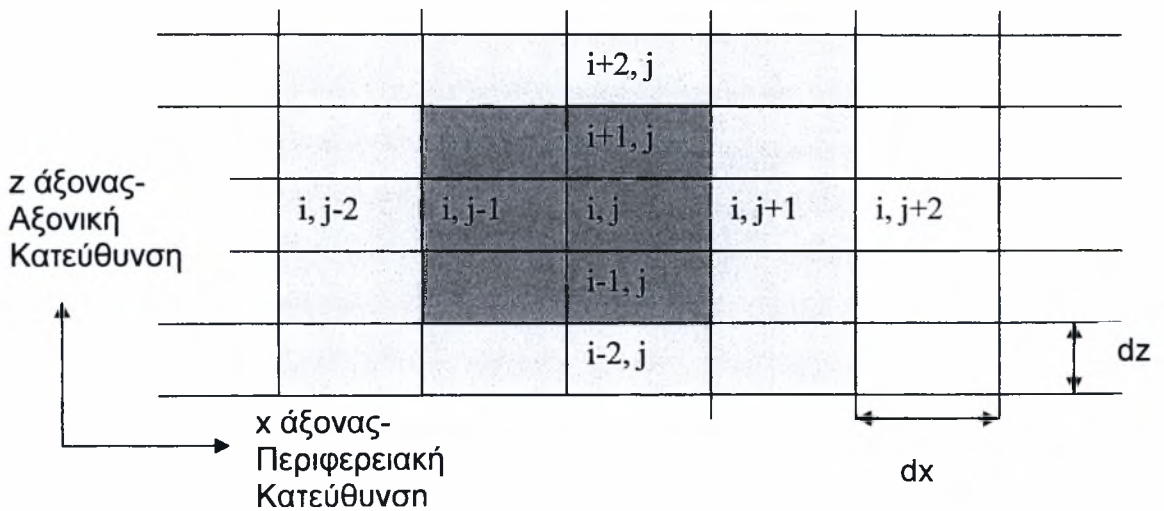 i+2, j
i+1, j
z άξονας-
Αξονική
Κατεύθυνση
i, j-2 i, j-1 i, j i, j+1 i, j+2
i-1, j
i-2, j
dz
x άξονας-
Περιφερειακή
Κατεύθυνση
dx